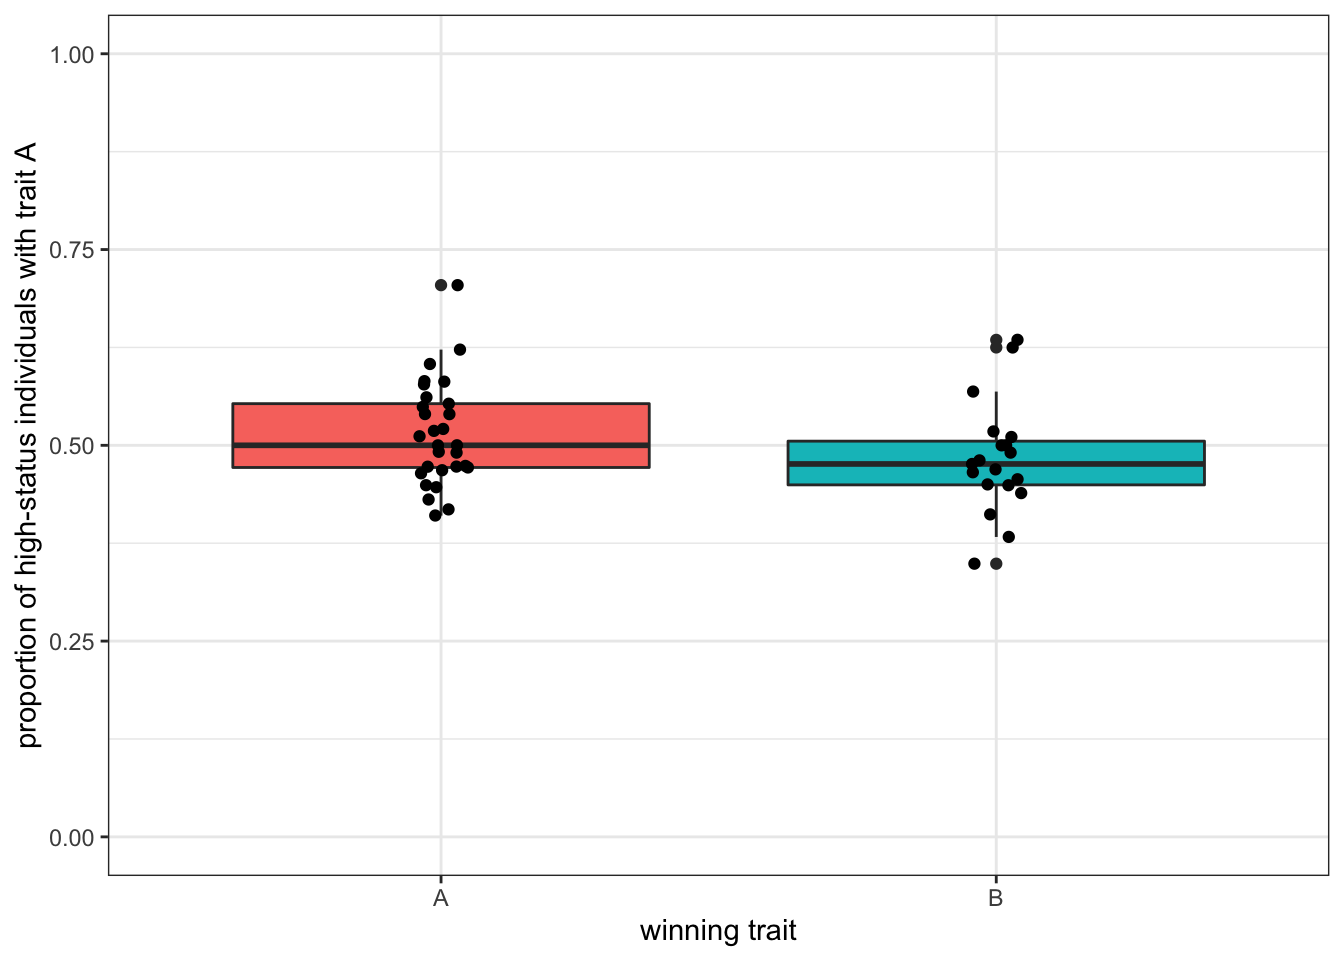 proportion of high-status individuals with trait A
1.00
0.75
0.50
0.25
0.00
A
B
winning trait